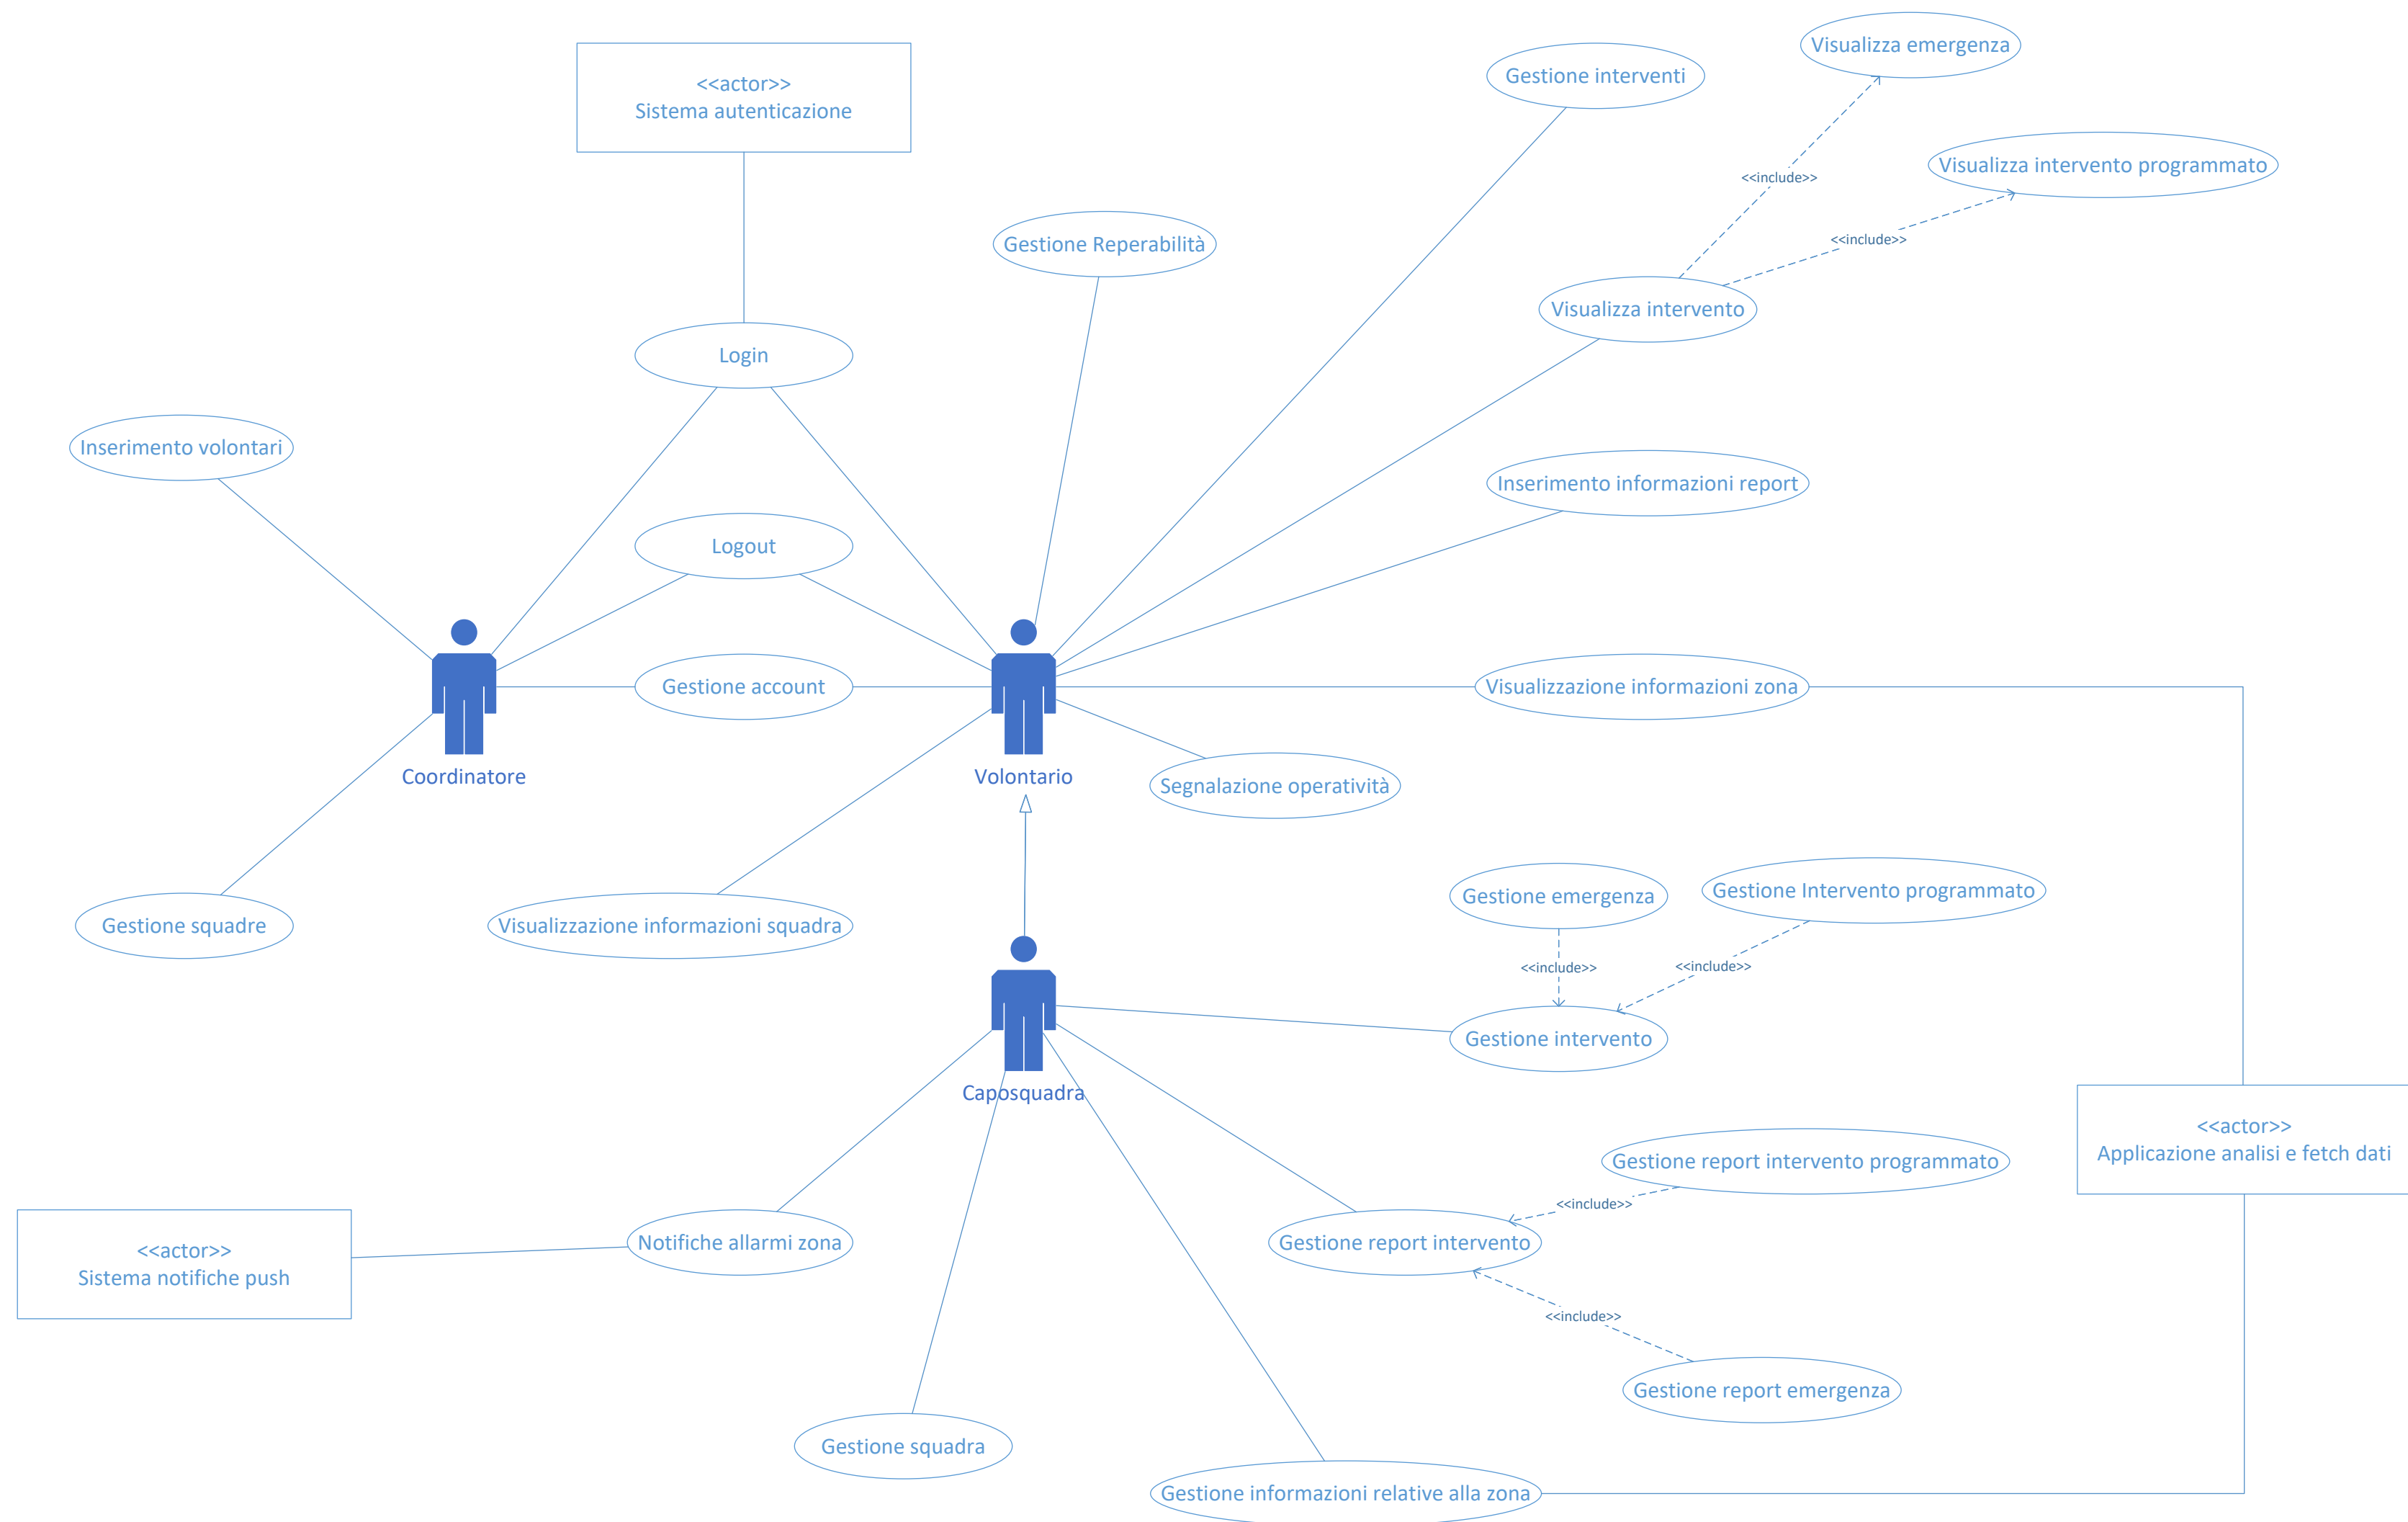 Visualizza emergenza
Gestione interventi
<<actor>>
Sistema autenticazione
Visualizza intervento programmato
<<include>>
<<include>>
Gestione Reperabilità
Visualizza intervento
Login
Inserimento volontari
Inserimento informazioni report
Logout
Gestione account
Visualizzazione informazioni zona
Coordinatore
Volontario
Segnalazione operatività
Gestione emergenza
Gestione Intervento programmato
Gestione squadre
Visualizzazione informazioni squadra
<<include>>
<<include>>
Gestione intervento
Caposquadra
<<actor>>
Applicazione analisi e fetch dati
Gestione report intervento programmato
<<include>>
<<actor>>
Sistema notifiche push
Notifiche allarmi zona
Gestione report intervento
<<include>>
Gestione report emergenza
Gestione squadra
Gestione informazioni relative alla zona